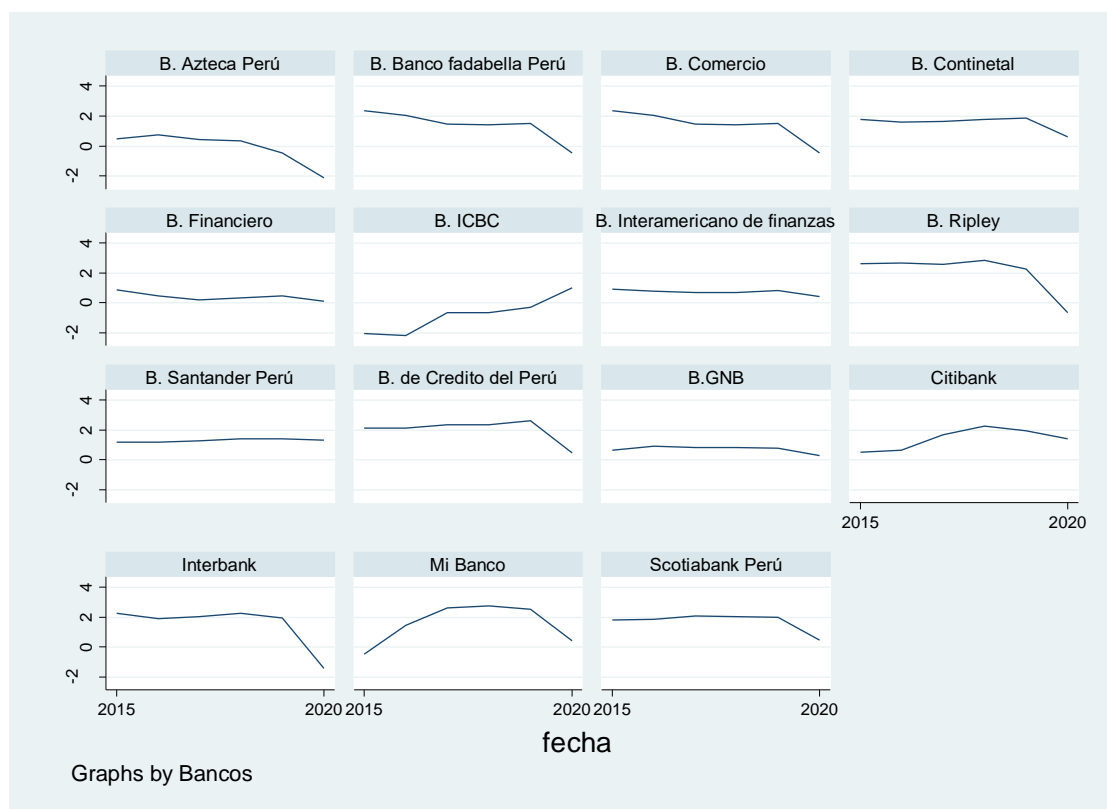 B. Azteca Perú
B. Banco fadabella Perú
B. Comercio
B. Continetal
4
2
0
-2
B. Financiero
B. ICBC
B. Interamericano de finanzas
B. Ripley
4
2
0
-2
B. Santander Perú
B. de Credito del Perú
B.GNB
Citibank
4
2
0
-2
2015
2020
Interbank
Mi Banco
Scotiabank Perú
4
2
0
-2
2015
2020
2015
2020
2015
2020
fecha
Graphs by Bancos